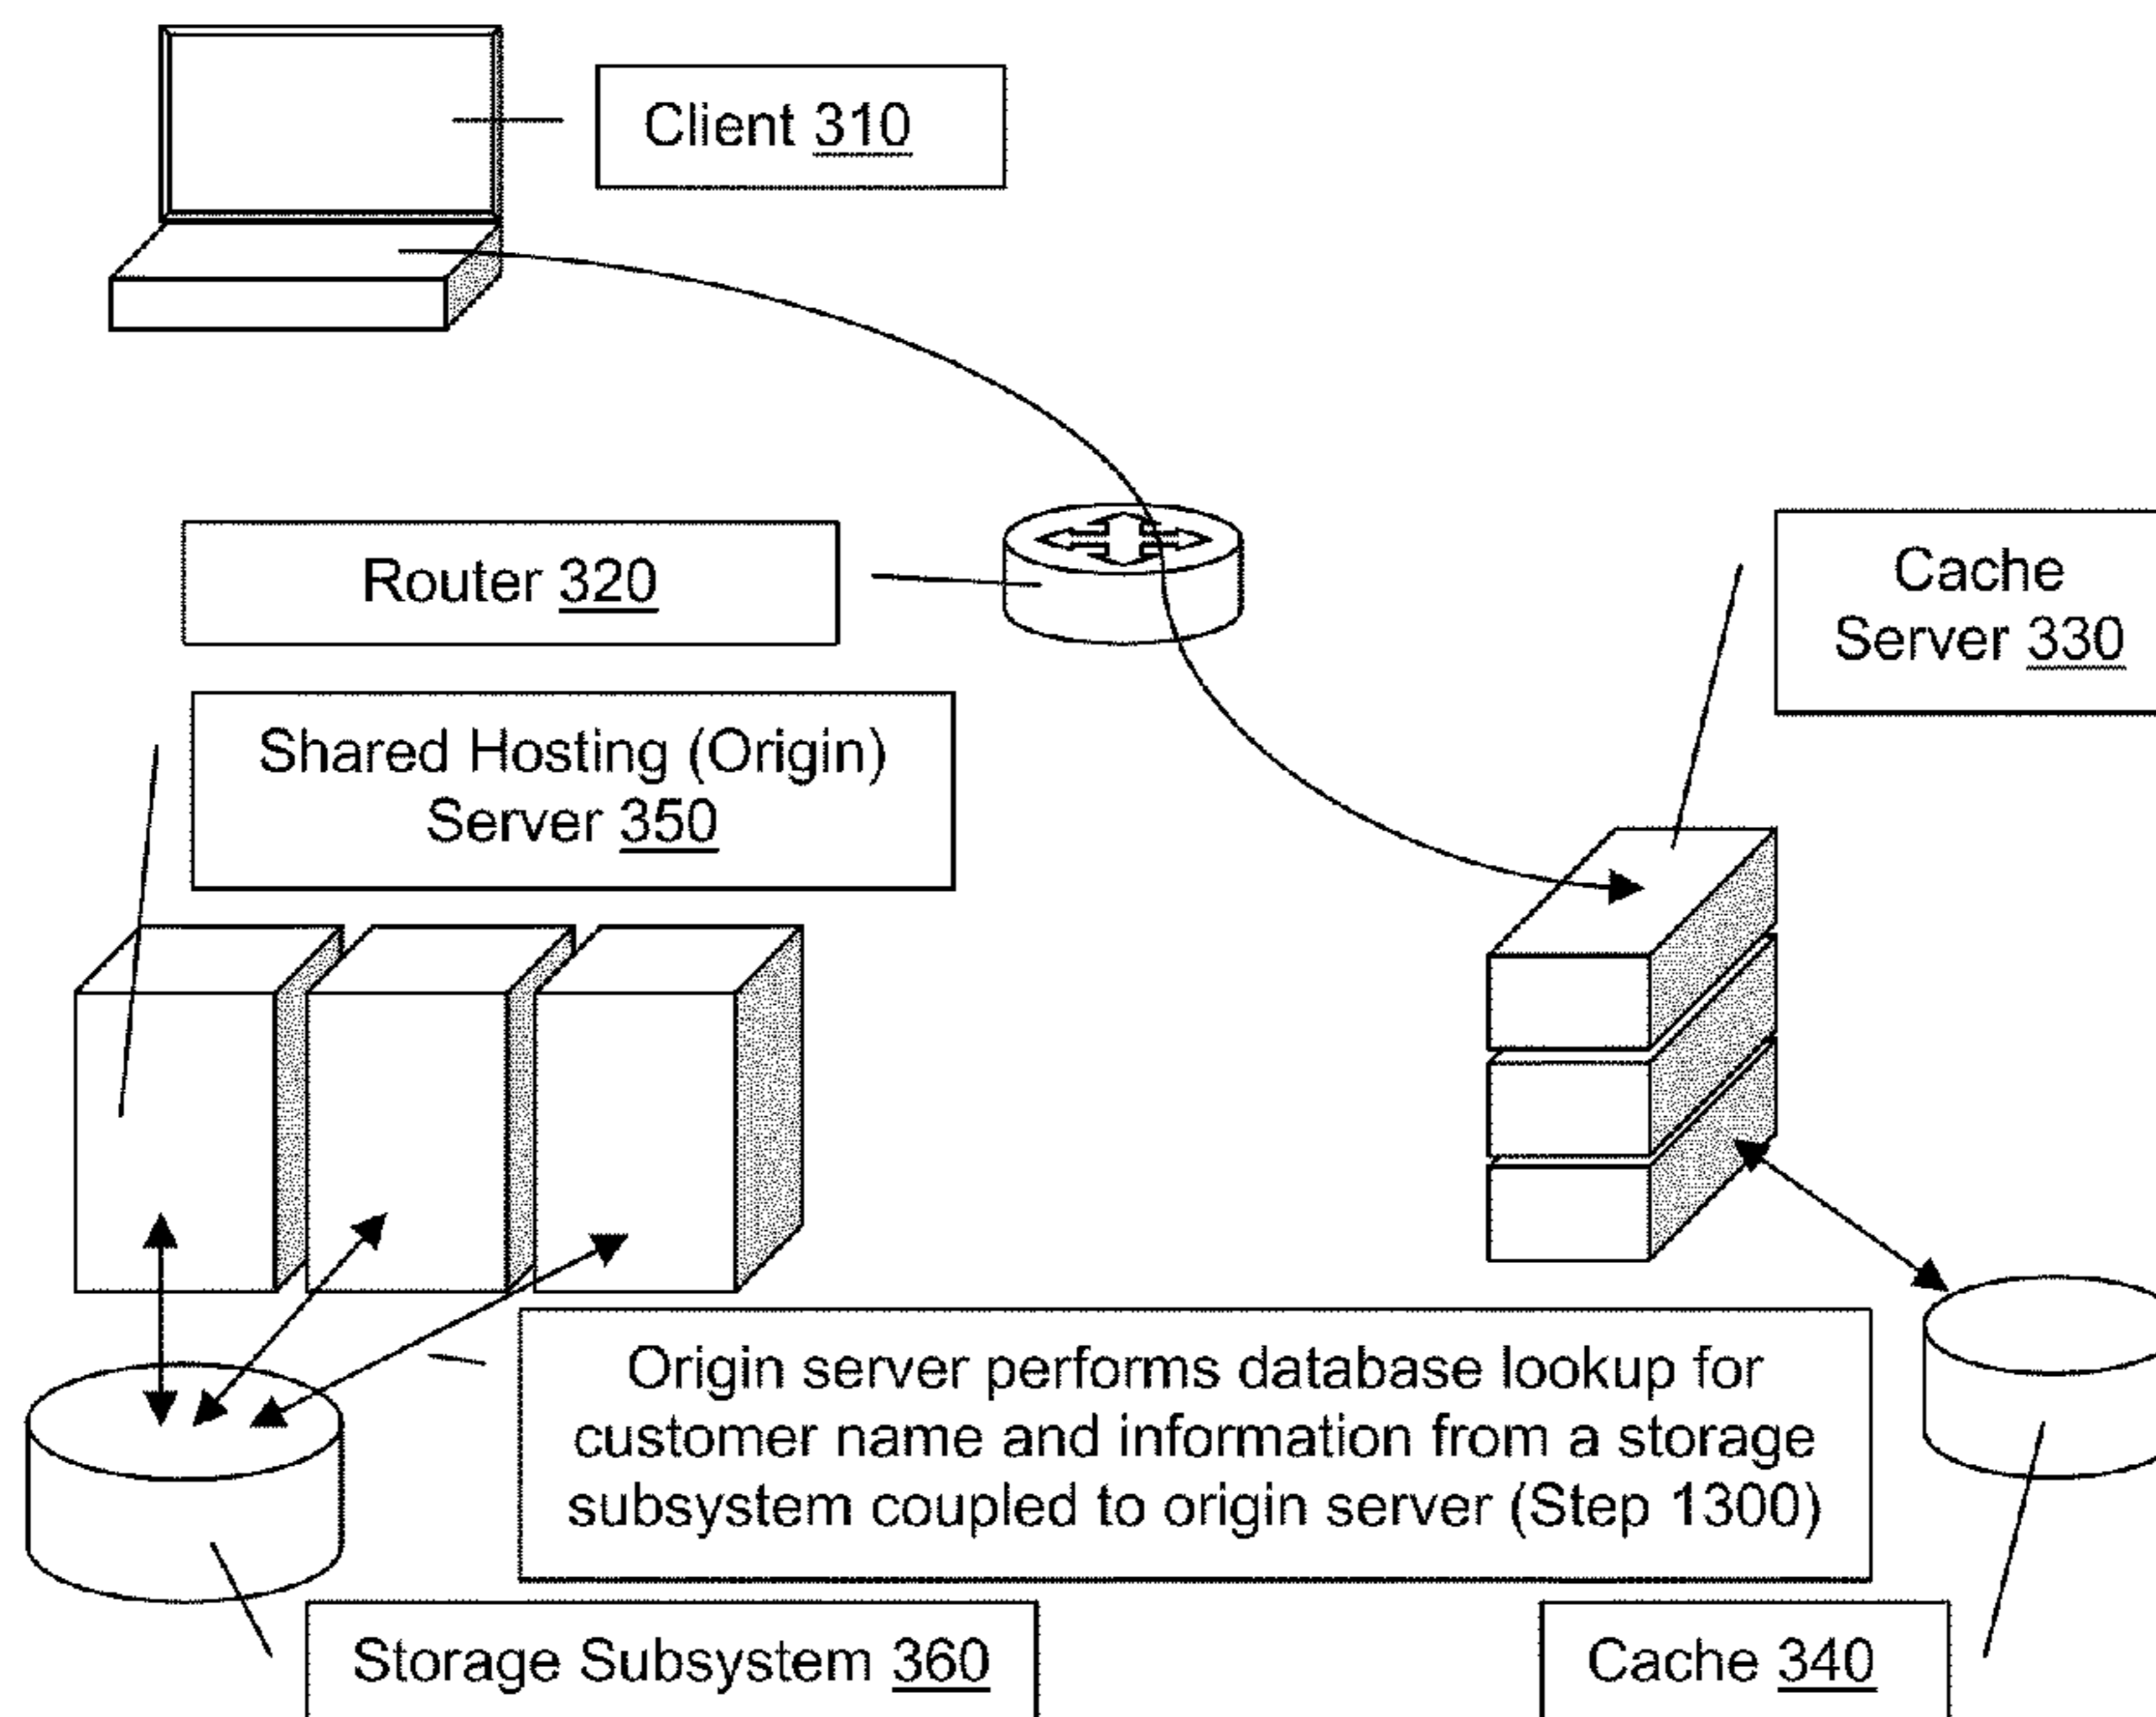 Client 310
Router 320
Cache
Server 330
Shared Hosting (Origin)
Server 350
Origin server performs database lookup for
customer name and information from a storage
subsystem coupled to origin server (Step 1300)
Storage Subsystem 360
Cache 340